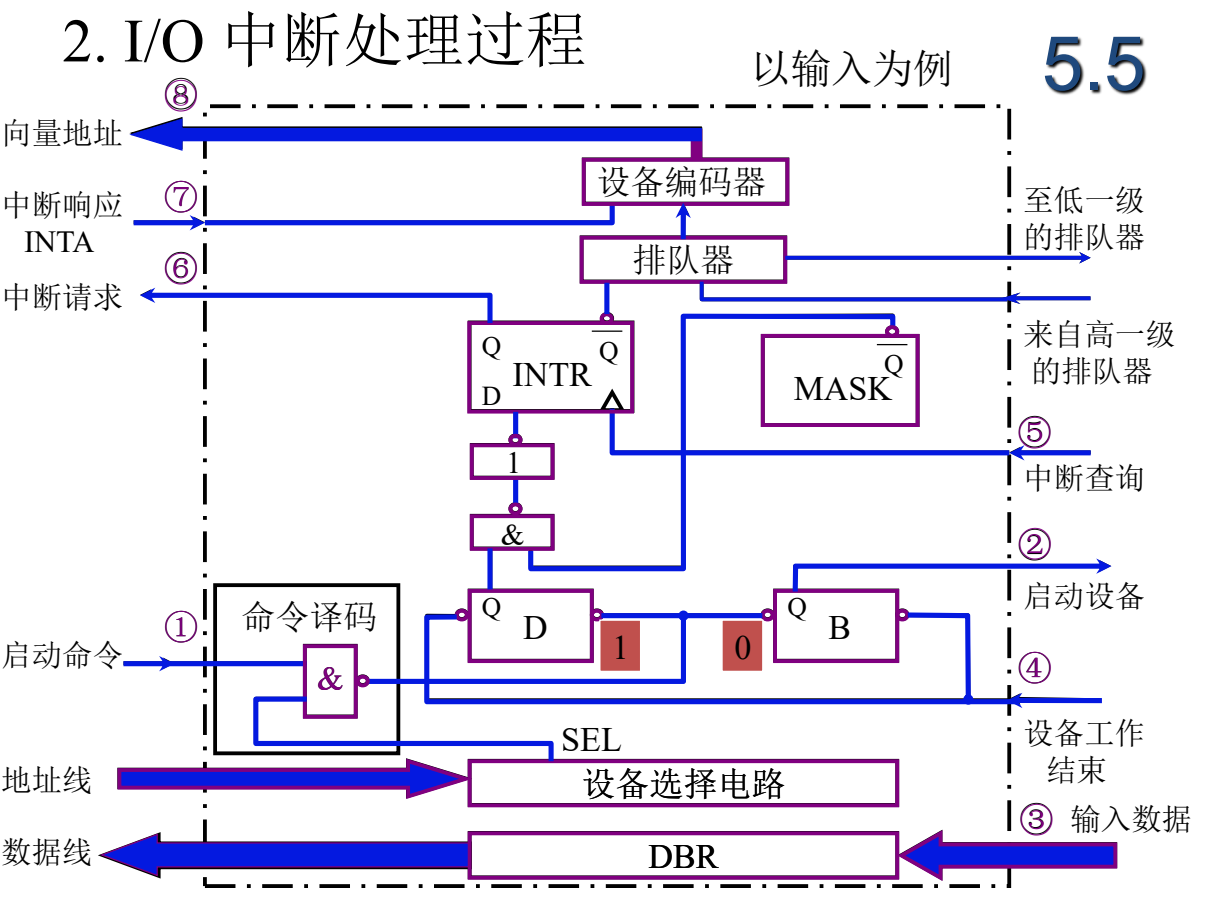 2. I/O 中断处理过程
以输入为例
5.5
⑧
向量地址
设备编码器
⑦
中断响应
INTA
至低一级
的排队器
排队器
⑥
中断请求
来自高一级
的排队器
Q
Q
INTR
D
Q
MASK
1
⑤
中断查询
&
②
启动设备
命令译码
①
启动命令
&
Q
D
1
0
Q
B
④
设备工作
结束
SEL
地址线
设备选择电路
③ 输入数据
数据线
DBR